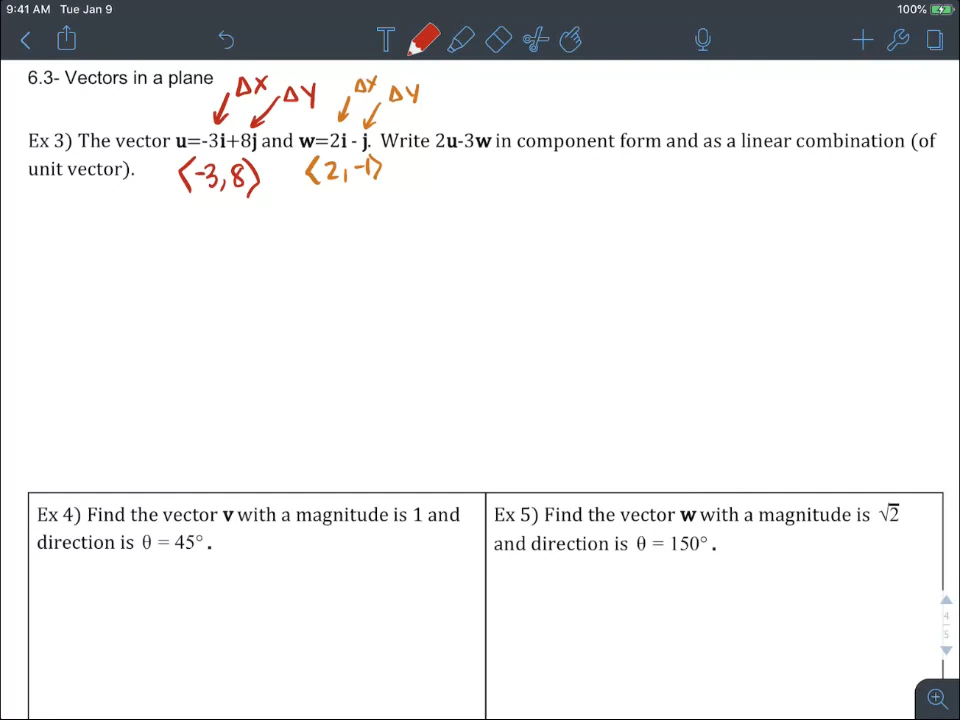 9:41 AM Tue Jan 9 100%
T
6.3- Vectors in a plane
ΔX ΔY ΔX ΔY
Ex 3) The vector u=-3i+8j and w=2i - j. Write 2u-3w in component form and as a linear combination (of
unit vector). ⟨-3, 8⟩ ⟨2, -1⟩
Ex 4) Find the vector v with a magnitude is 1 and
direction is θ = 45°.
Ex 5) Find the vector w with a magnitude is √2
and direction is θ = 150°.
4
5